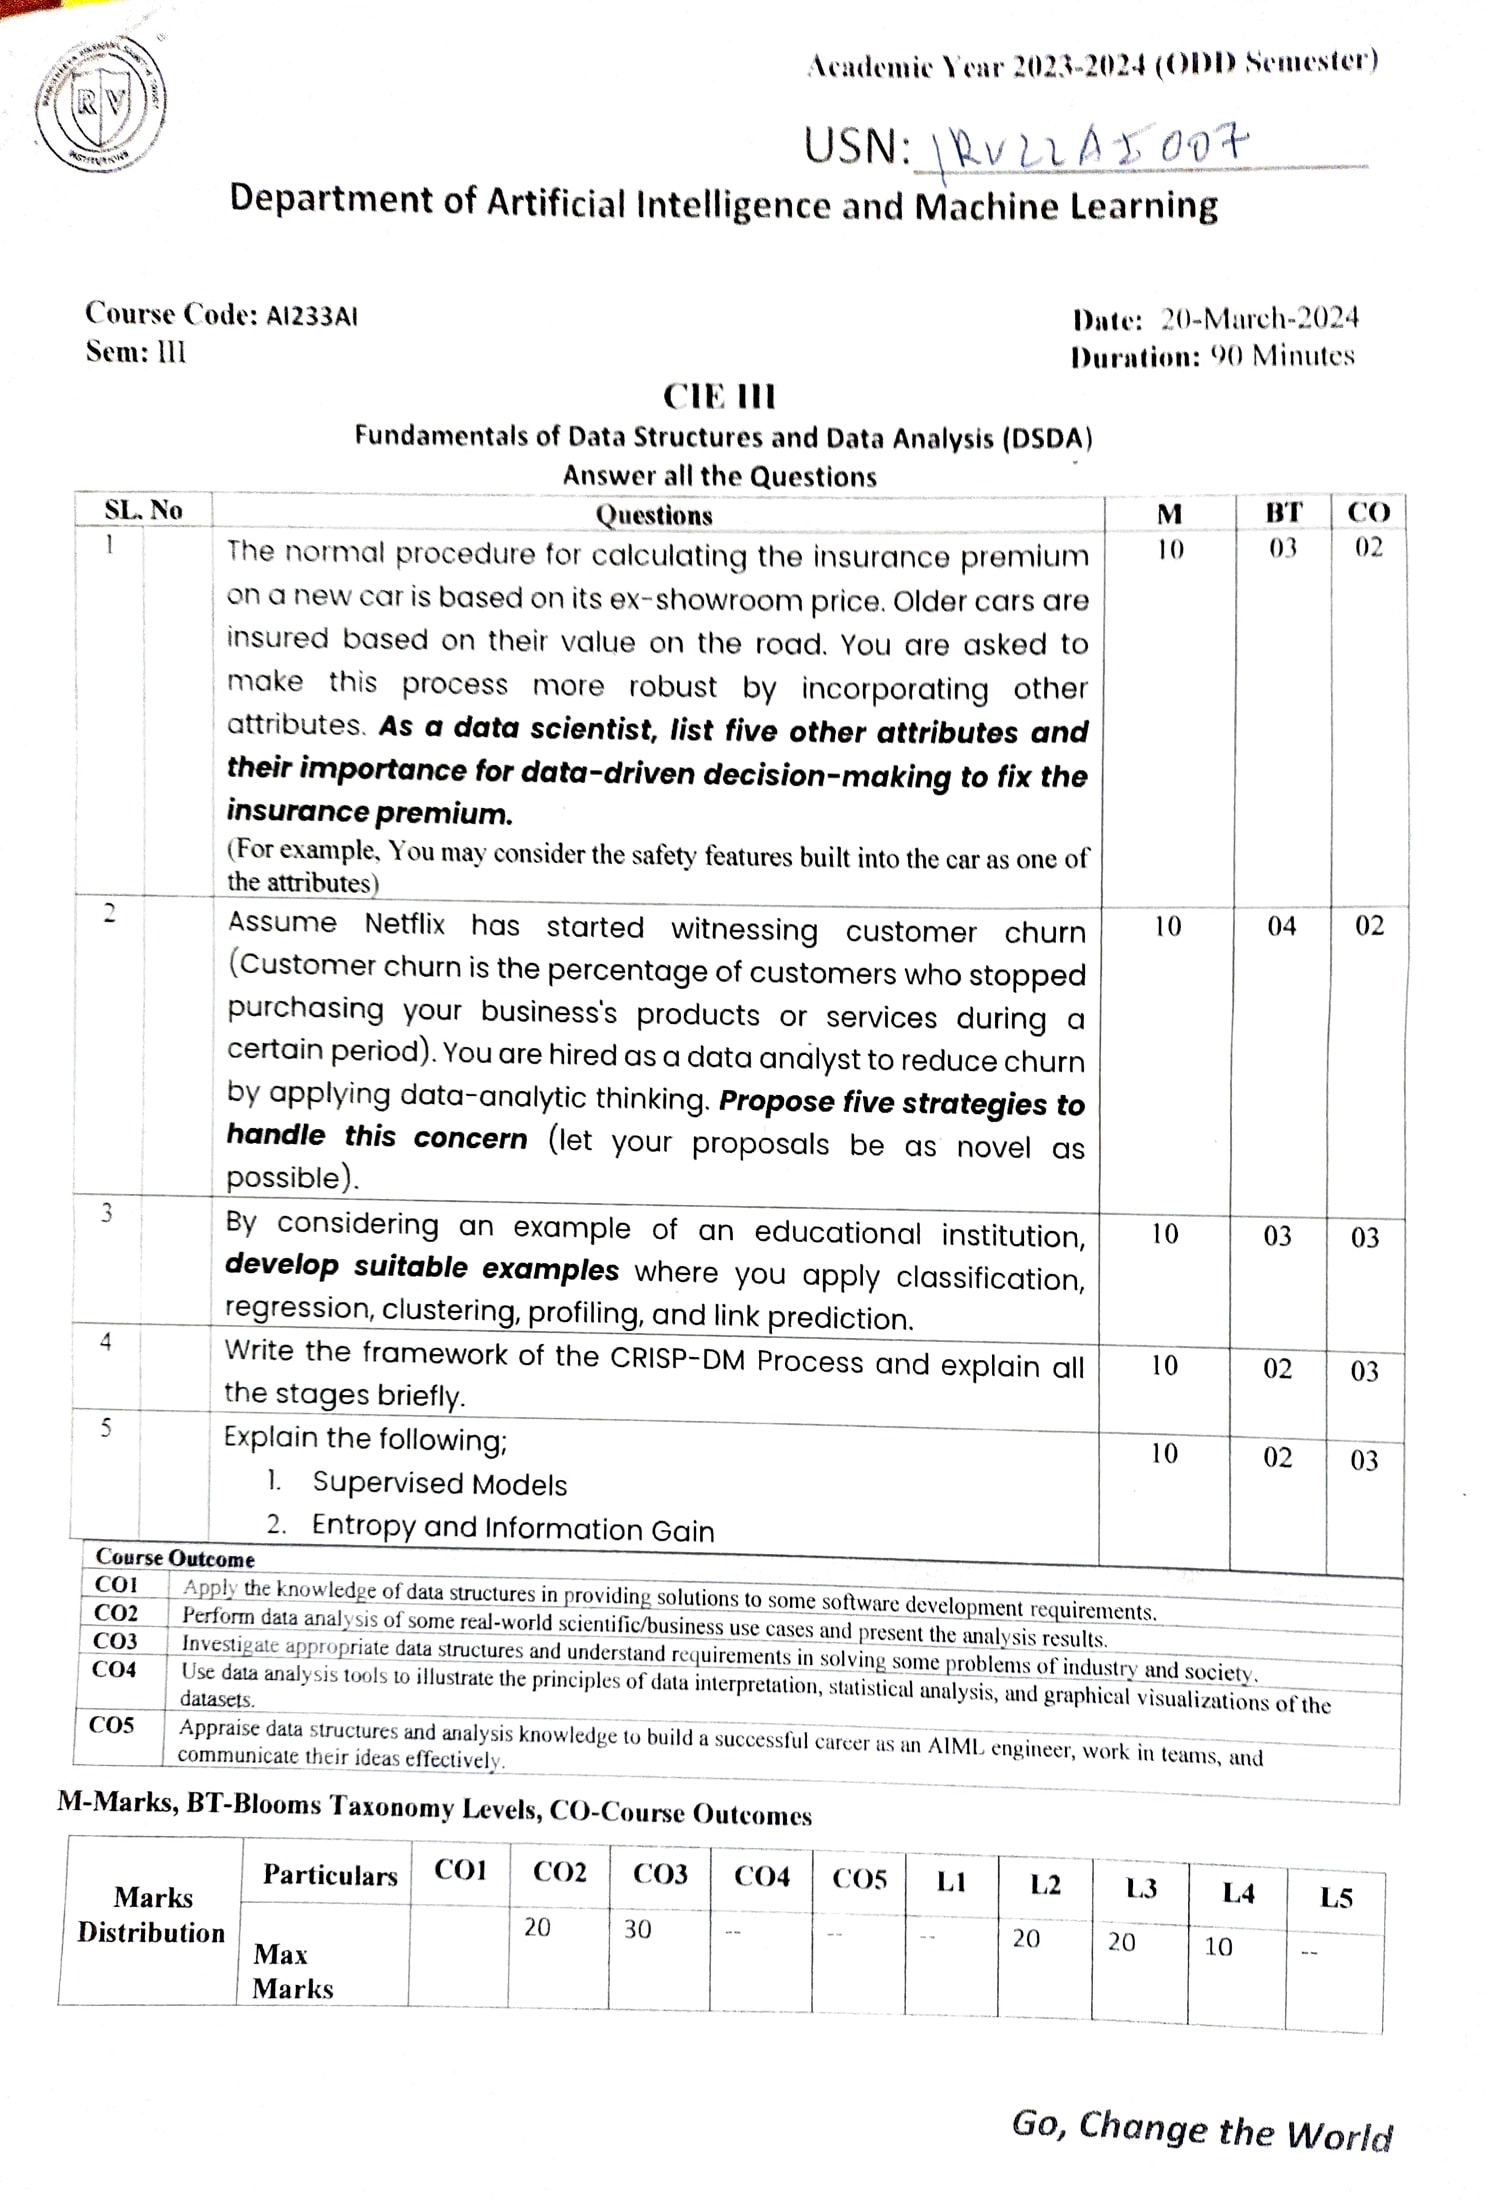 Academic Year 2023-2024 (ODD Semester)
RV
INSTITUTIONS
USN: 1RV22AI007
Department of Artificial Intelligence and Machine Learning
Course Code: AI233AI
Date: 20-March-2024
Sem: III
Duration: 90 Minutes
CIE III
Fundamentals of Data Structures and Data Analysis (DSDA)
Answer all the Questions
SL. No Questions M BT CO
1 The normal procedure for calculating the insurance premium 10 03 02
on a new car is based on its ex-showroom price. Older cars are
insured based on their value on the road. You are asked to
make this process more robust by incorporating other
attributes. As a data scientist, list five other attributes and
their importance for data-driven decision-making to fix the
insurance premium.
(For example, You may consider the safety features built into the car as one of
the attributes)
2 Assume Netflix has started witnessing customer churn 10 04 02
(Customer churn is the percentage of customers who stopped
purchasing your business's products or services during a
certain period). You are hired as a data analyst to reduce churn
by applying data-analytic thinking. Propose five strategies to
handle this concern (let your proposals be as novel as
possible).
3 By considering an example of an educational institution, 10 03 03
develop suitable examples where you apply classification,
regression, clustering, profiling, and link prediction.
4 Write the framework of the CRISP-DM Process and explain all 10 02 03
the stages briefly.
5 Explain the following; 10 02 03
1. Supervised Models
2. Entropy and Information Gain
Course Outcome
CO1 Apply the knowledge of data structures in providing solutions to some software development requirements.
CO2 Perform data analysis of some real-world scientific/business use cases and present the analysis results.
CO3 Investigate appropriate data structures and understand requirements in solving some problems of industry and society.
CO4 Use data analysis tools to illustrate the principles of data interpretation, statistical analysis, and graphical visualizations of the
datasets.
CO5 Appraise data structures and analysis knowledge to build a successful career as an AIML engineer, work in teams, and
communicate their ideas effectively.
M-Marks, BT-Blooms Taxonomy Levels, CO-Course Outcomes
Marks
Distribution
Particulars CO1 CO2 CO3 CO4 CO5 L1 L2 L3 L4 L5
Max
Marks
20 30 -- -- -- 20 20 10 --
Go, Change the World